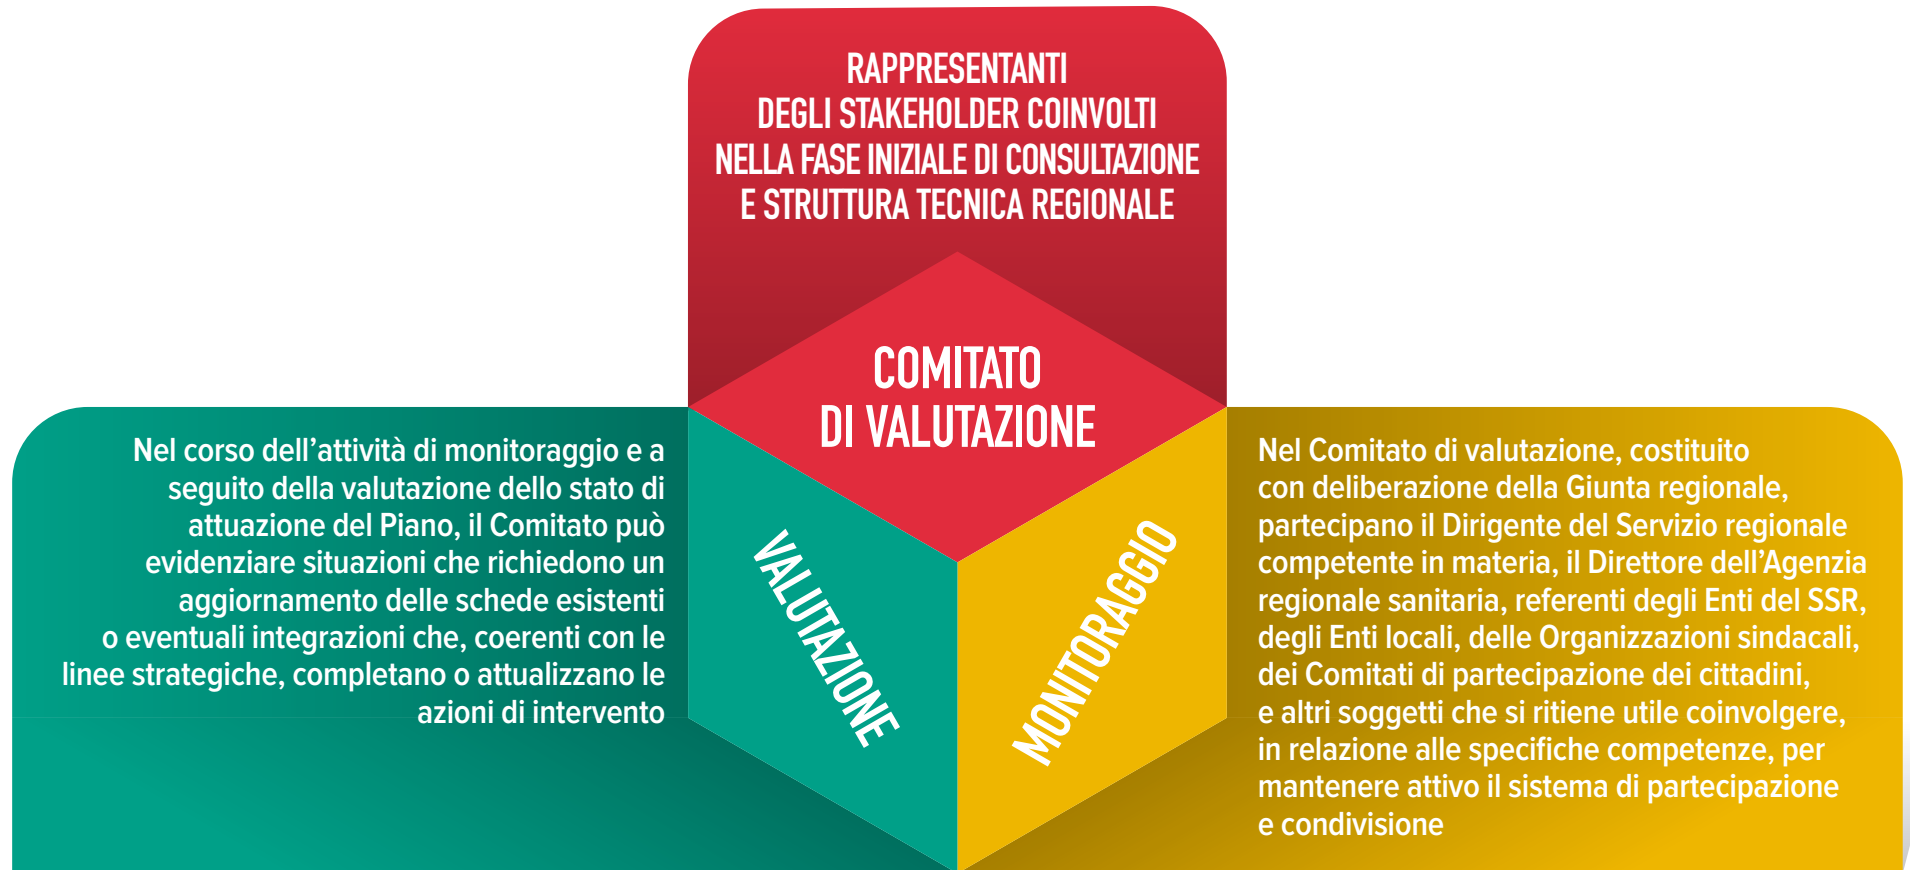 RAPPRESENTANTI
DEGLI STAKEHOLDER COINVOLTI
NELLA FASE INIZIALE DI CONSULTAZIONE
E STRUTTURA TECNICA REGIONALE
COMITATO
DI VALUTAZIONE
Nel corso dell’attività di monitoraggio e a
seguito della valutazione dello stato di
attuazione del Piano, il Comitato può
evidenziare situazioni che richiedono un
aggiornamento delle schede esistenti
o eventuali integrazioni che, coerenti con le
linee strategiche, completano o attualizzano le
azioni di intervento
VALUTAZIONE
MONITORAGGIO
Nel Comitato di valutazione, costituito
con deliberazione della Giunta regionale,
partecipano il Dirigente del Servizio regionale
competente in materia, il Direttore dell’Agenzia
regionale sanitaria, referenti degli Enti del SSR,
degli Enti locali, delle Organizzazioni sindacali,
dei Comitati di partecipazione dei cittadini,
e altri soggetti che si ritiene utile coinvolgere,
in relazione alle specifiche competenze, per
mantenere attivo il sistema di partecipazione
e condivisione